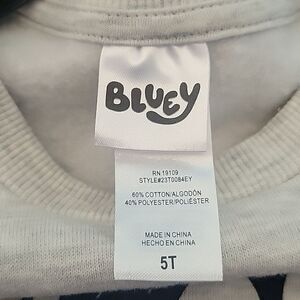 BLUEY
RN 19109
STYLE#23T0084EY
60% COTTON/ALGODÓN
40% POLYESTER/POLIÉSTER
MADE IN CHINA
HECHO EN CHINA
5T